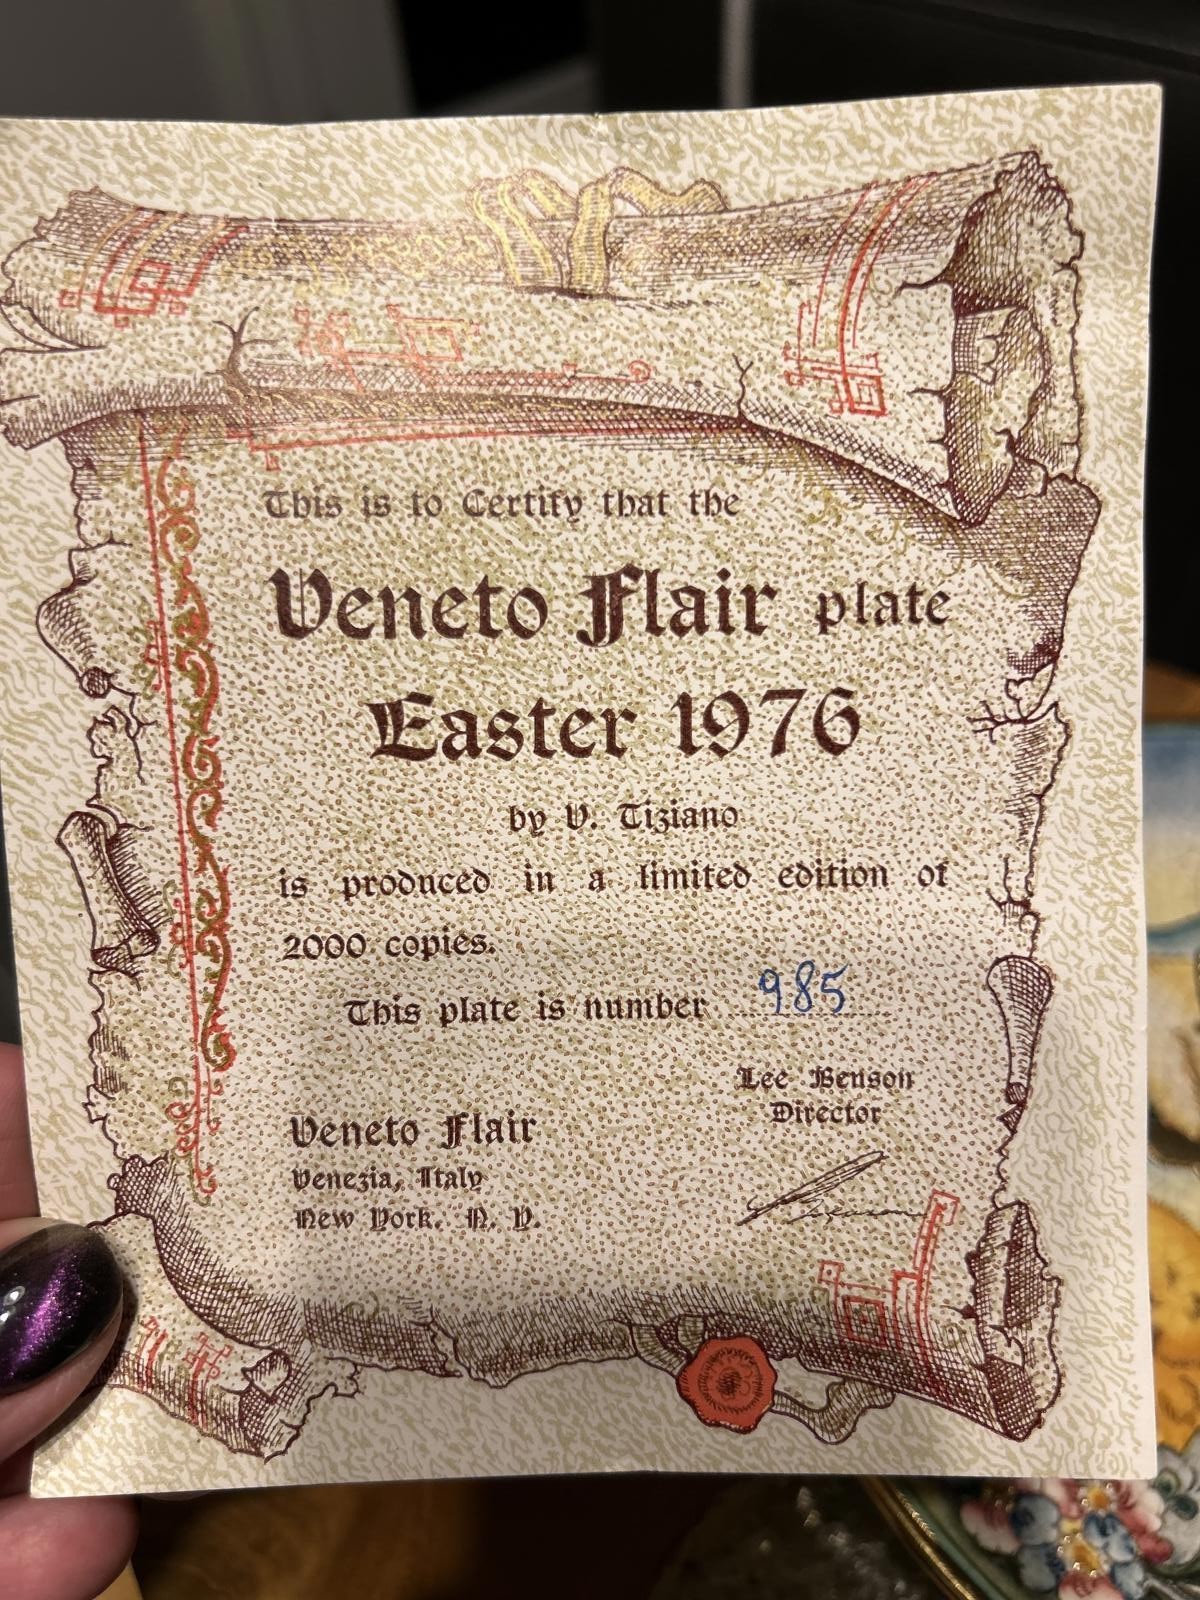 This is to Certify that the
Veneto Flair plate
Easter 1976
by V. Tiziano
is produced in a limited edition of
2000 copies.
This plate is number 985
Lee Benson
Director
Veneto Flair
Venezia, Italy
New York. N. Y.